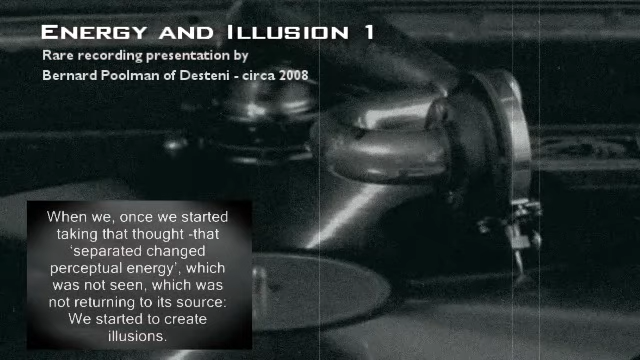 Energy and Illusion 1
Rare recording presentation by
Bernard Poolman of Desteni - circa 2008
When we, once we started
taking that thought -that
'separated changed
perceptual energy', which
was not seen, which was
not returning to its source:
We started to create
illusions.